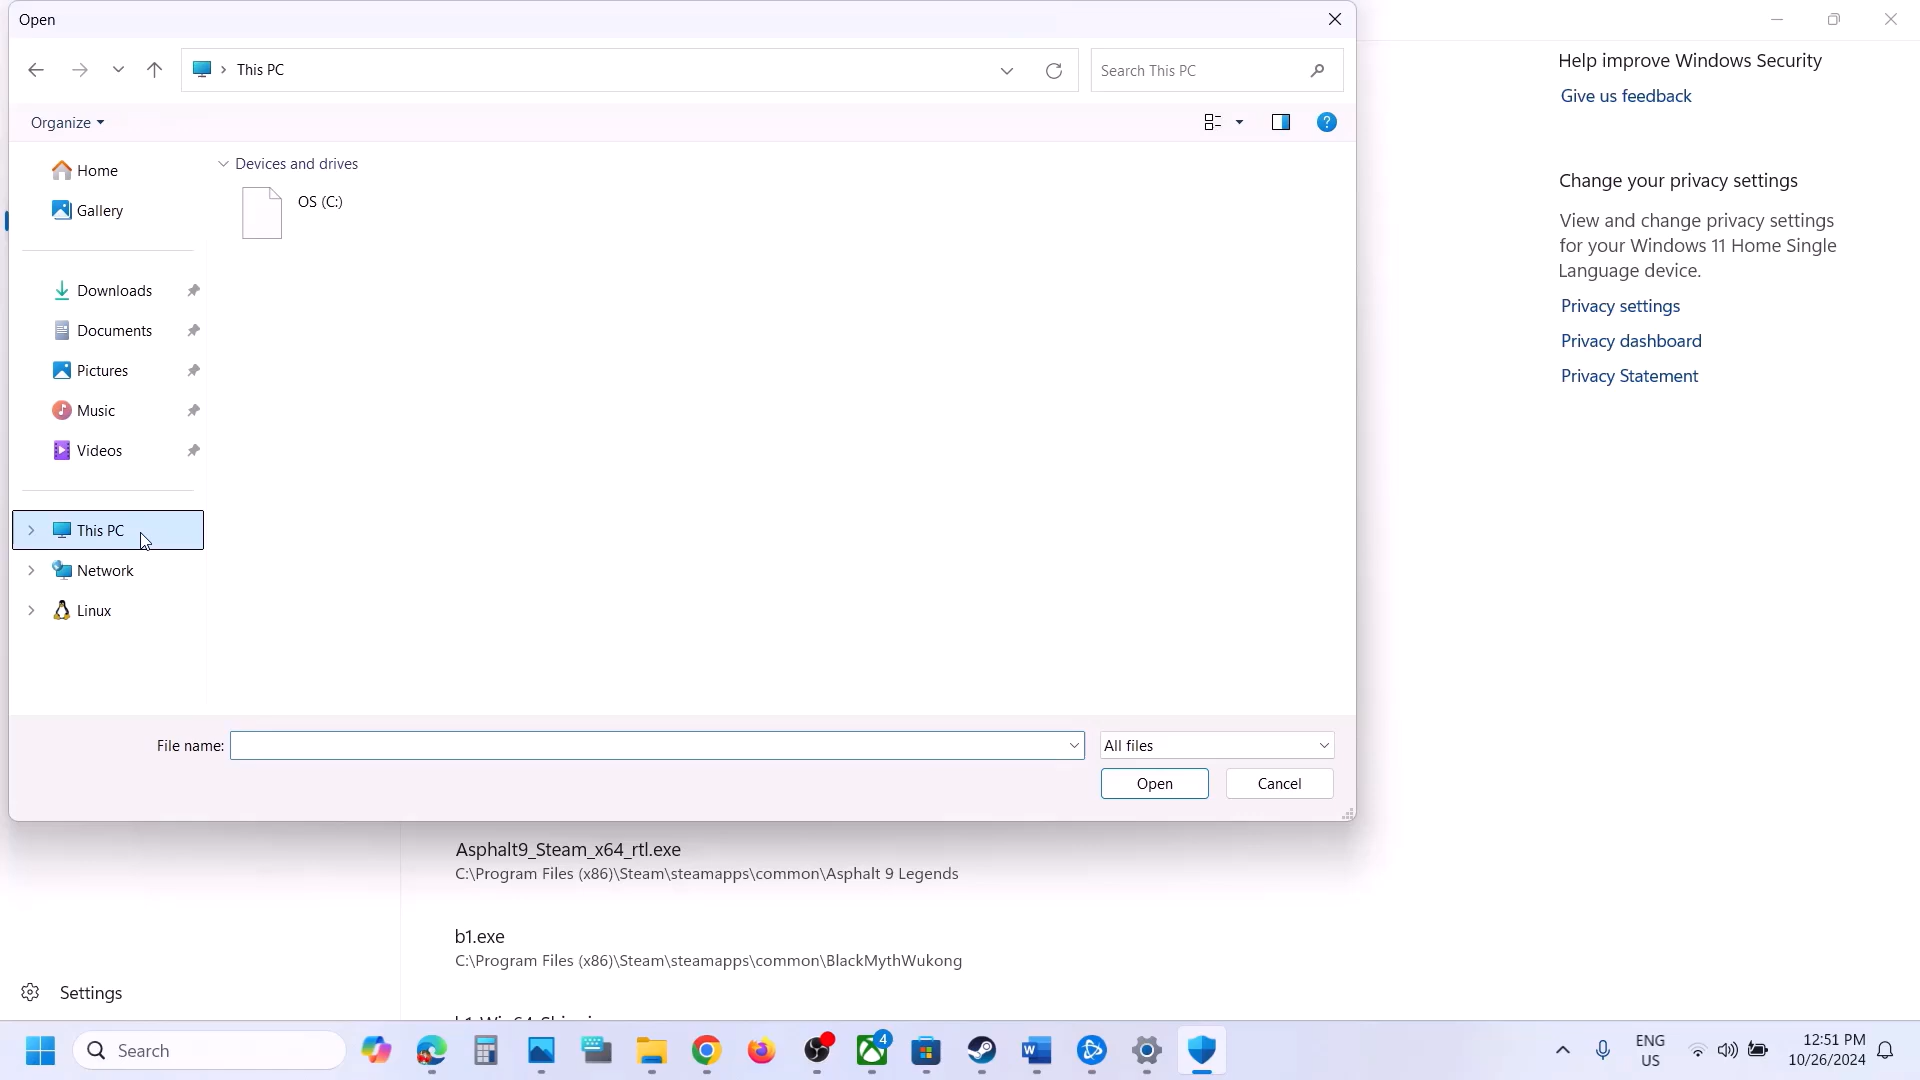 Open
This PC
Search This PC
Organize
Home
Gallery
Downloads
Documents
Pictures
Music
Videos
This PC
Network
Linux
Devices and drives
OS (C:)
File name:
All files
Open
Cancel
Help improve Windows Security
Give us feedback
Change your privacy settings
View and change privacy settings
for your Windows 11 Home Single
Language device.
Privacy settings
Privacy dashboard
Privacy Statement
Asphalt9_Steam_x64_rtl.exe
C:\Program Files (x86)\Steam\steamapps\common\Asphalt 9 Legends
b1.exe
C:\Program Files (x86)\Steam\steamapps\common\BlackMythWukong
Settings
Search
4
ENG
US
12:51 PM
10/26/2024